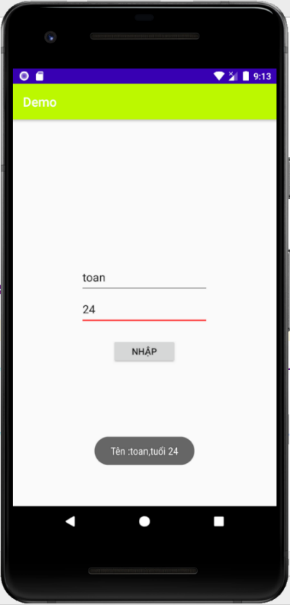 9:13
Demo
toan
24
NHẬP
Tên :toan,tuổi 24